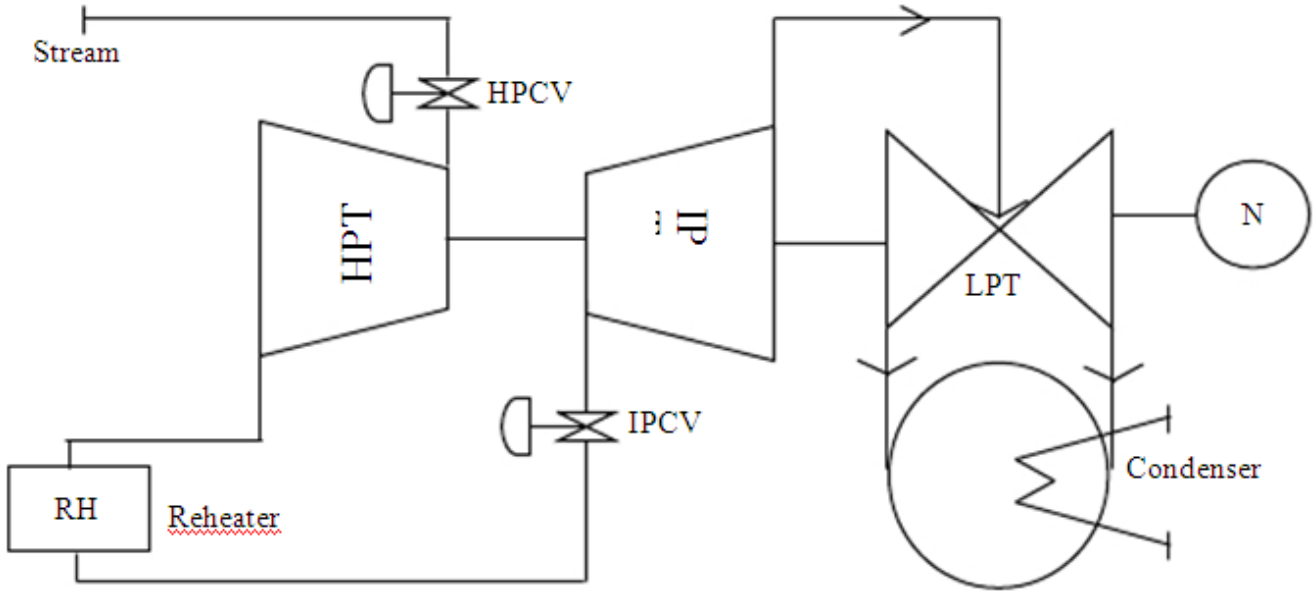 Stream
HPCV
HPT
IP
N
LPT
IPCV
RH
Reheater
Condenser